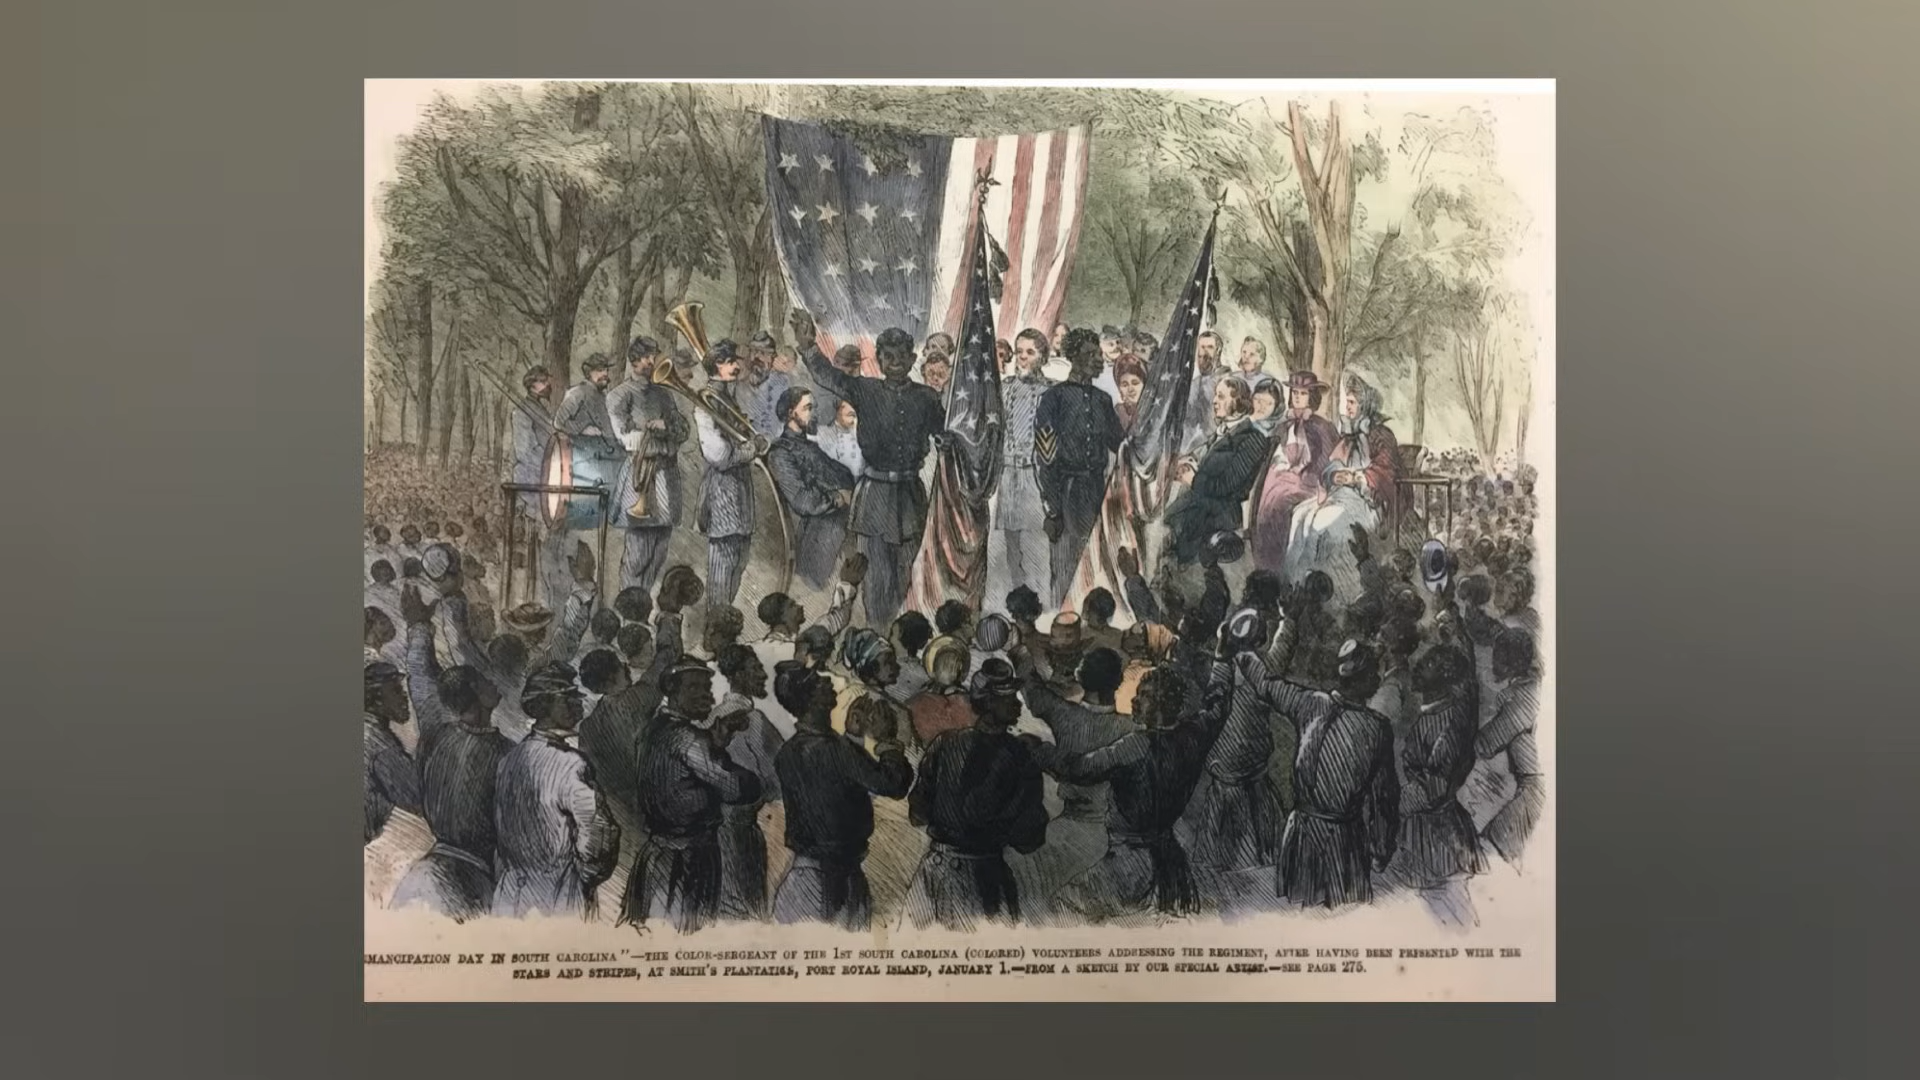 EMANCIPATION DAY IN SOUTH CAROLINA"—THE COLOR-SERGEANT OF THE 1ST SOUTH CAROLINA (COLORED) VOLUNTEERS ADDRESSING THE REGIMENT, AFTER HAVING BEEN PRESENTED WITH THE
STARS AND STRIPES, AT SMITH'S PLANTATION, PORT ROYAL ISLAND, JANUARY 1.—FROM A SKETCH BY OUR SPECIAL ARTIST.—SEE PAGE 275.